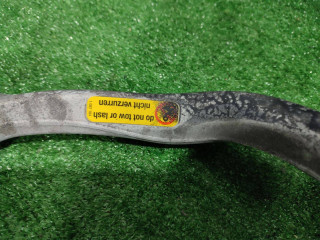 do not tow or lash
nicht verzurren